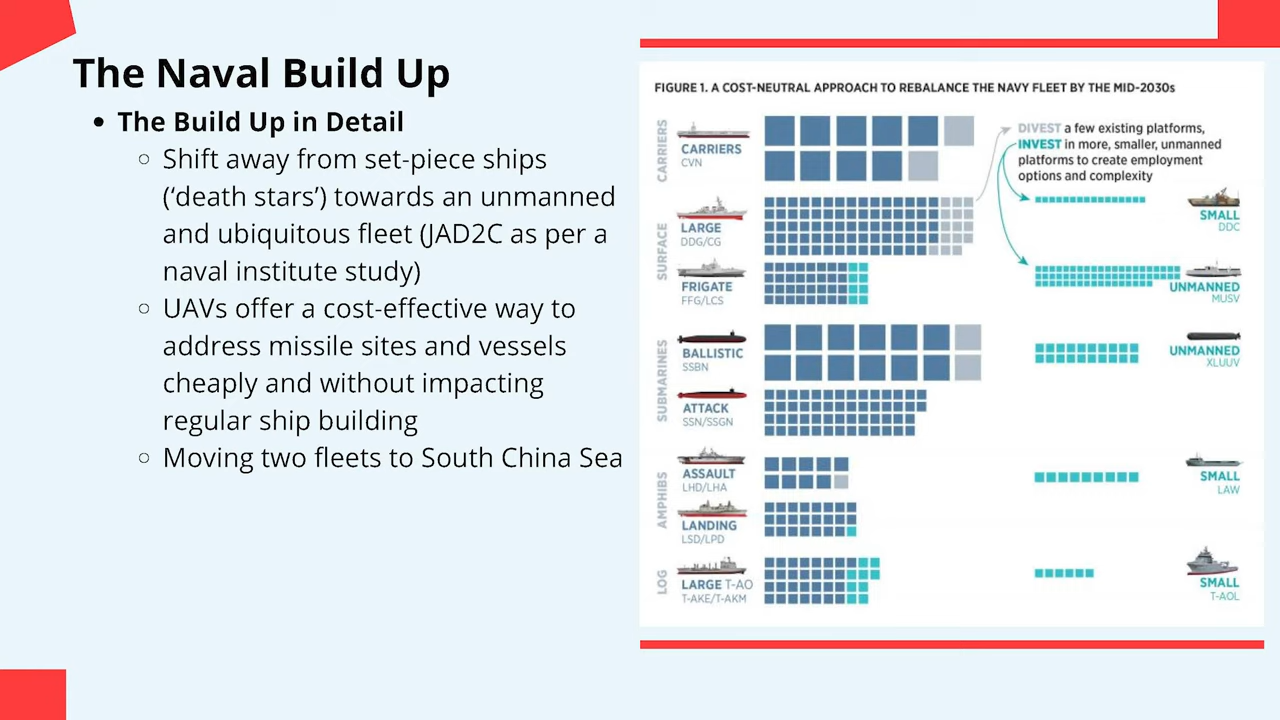 The Naval Build Up
• The Build Up in Detail
○ Shift away from set-piece ships
(‘death stars’) towards an unmanned
and ubiquitous fleet (JAD2C as per a
naval institute study)
○ UAVs offer a cost-effective way to
address missile sites and vessels
cheaply and without impacting
regular ship building
○ Moving two fleets to South China Sea
FIGURE 1. A COST-NEUTRAL APPROACH TO REBALANCE THE NAVY FLEET BY THE MID-2030s
CARRIERS
CARRIERS
CVN
DIVEST a few existing platforms,
INVEST in more, smaller, unmanned
platforms to create employment
options and complexity
SURFACE
LARGE
DDG/CG
SMALL
DDC
FRIGATE
FFG/LCS
UNMANNED
MUSV
SUBMARINES
BALLISTIC
SSBN
UNMANNED
XLUUV
ATTACK
SSN/SSGN
AMPHIBS
ASSAULT
LHD/LHA
SMALL
LAW
LANDING
LSD/LPD
LOG
LARGE T-AO
T-AKE/T-AKM
SMALL
T-AOL